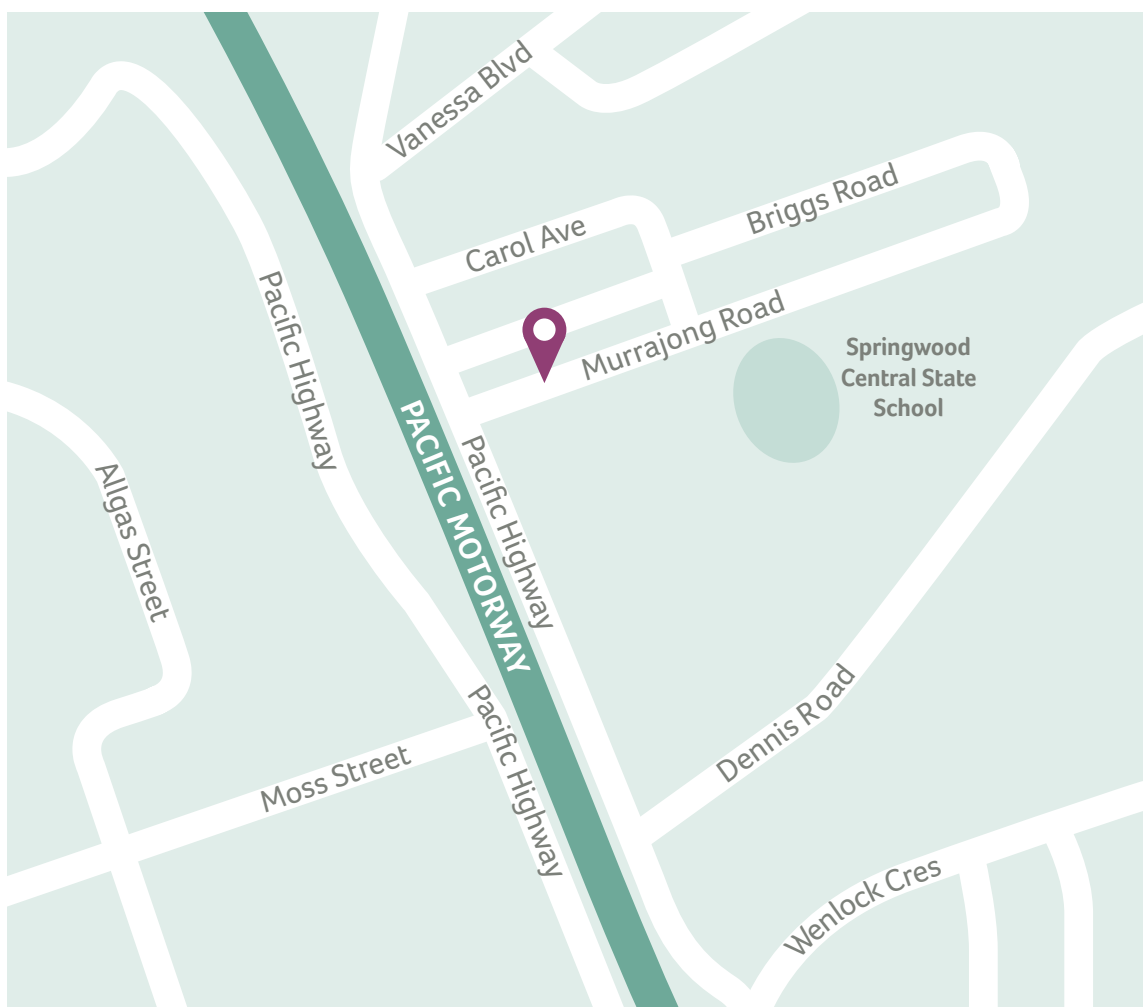 Vanessa Blvd
Briggs Road
Carol Ave
Pacific Highway
Murrajong Road
Springwood
Central State
School
PACIFIC MOTORWAY
Pacific Highway
Allgas Street
Dennis Road
Pacific Highway
Moss Street
Wenlock Cres